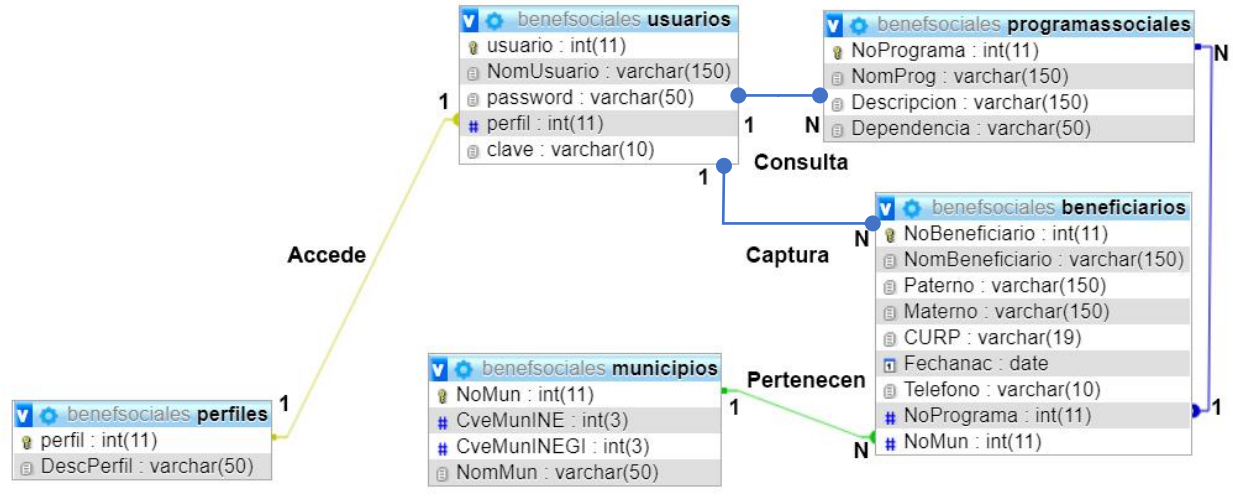 benefsociales usuarios
usuario : int(11)
NomUsuario : varchar(150)
password : varchar(50)
perfil : int(11)
clave : varchar(10)
benefsociales programassociales
NoPrograma : int(11)
NomProg : varchar(150)
Descripcion : varchar(150)
Dependencia : varchar(50)
N
1
1
N
Consulta
1
benefsociales beneficiarios
NoBeneficiario : int(11)
NomBeneficiario : varchar(150)
Paterno : varchar(150)
Materno : varchar(150)
CURP : varchar(19)
Fechanac : date
Telefono : varchar(10)
NoPrograma : int(11)
NoMun : int(11)
N
Captura
Accede
1
benefsociales municipios
NoMun : int(11)
CveMunINE : int(3)
CveMunINEGI : int(3)
NomMun : varchar(50)
Pertenecen
1
N
benefsociales perfiles
perfil : int(11)
DescPerfil : varchar(50)
1